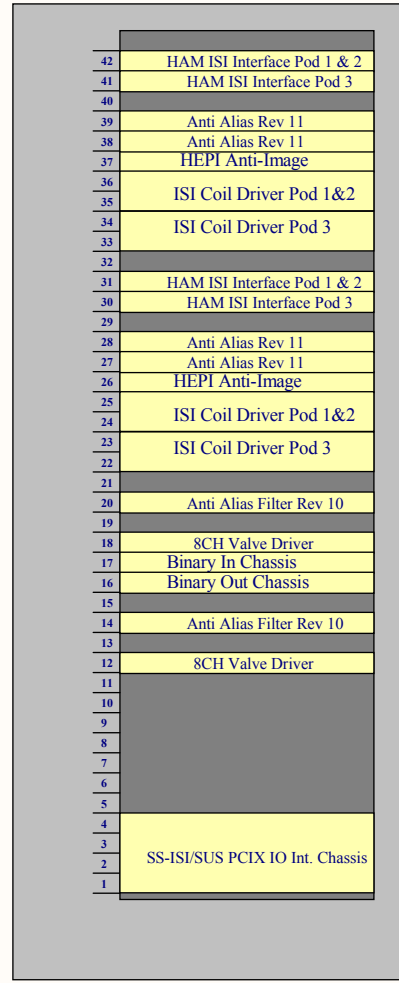 42 HAM ISI Interface Pod 1 & 2
41 HAM ISI Interface Pod 3
40
39 Anti Alias Rev 11
38 Anti Alias Rev 11
37 HEPI Anti-Image
36
ISI Coil Driver Pod 1&2
35
34
ISI Coil Driver Pod 3
33
32
31 HAM ISI Interface Pod 1 & 2
30 HAM ISI Interface Pod 3
29
28 Anti Alias Rev 11
27 Anti Alias Rev 11
26 HEPI Anti-Image
25
ISI Coil Driver Pod 1&2
24
23
ISI Coil Driver Pod 3
22
21
20 Anti Alias Filter Rev 10
19
18 8CH Valve Driver
17 Binary In Chassis
16 Binary Out Chassis
15
14 Anti Alias Filter Rev 10
13
12 8CH Valve Driver
11
10
9
8
7
6
5
4
3
SS-ISI/SUS PCIX IO Int. Chassis
2
1